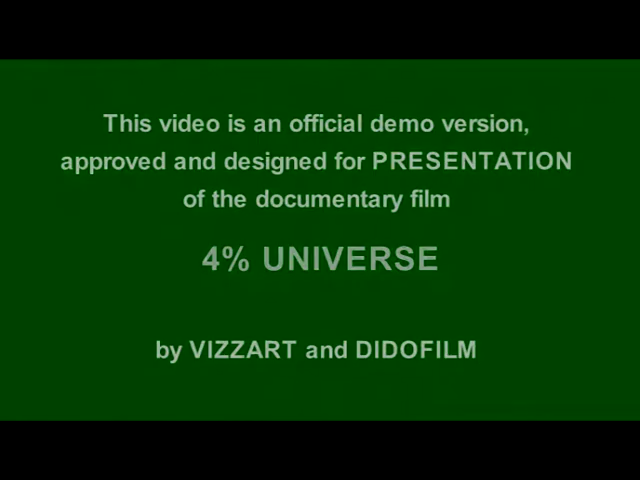 This video is an official demo version,
approved and designed for PRESENTATION
of the documentary film
4% UNIVERSE
by VIZZART and DIDOFILM